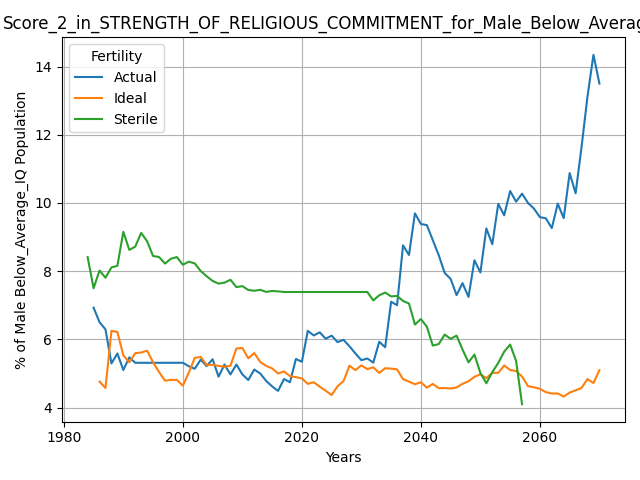 Score_2_in_STRENGTH_OF_RELIGIOUS_COMMITMENT_for_Male_Below_Averag
Fertility
Actual
Ideal
Sterile
% of Male Below_Average_IQ Population
14
12
10
8
6
4
1980 2000 2020 2040 2060
Years